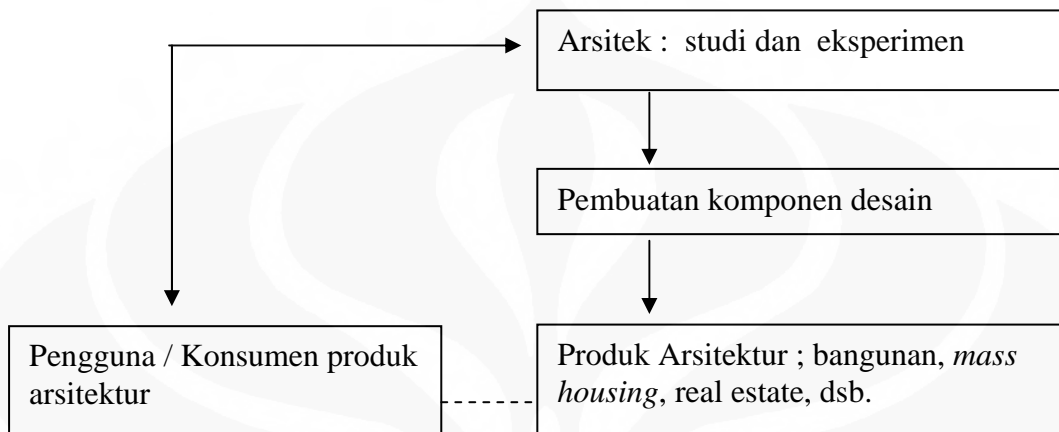 Arsitek : studi dan eksperimen
Pembuatan komponen desain
Pengguna / Konsumen produk
arsitektur
Produk Arsitektur ; bangunan, mass
housing, real estate, dsb.